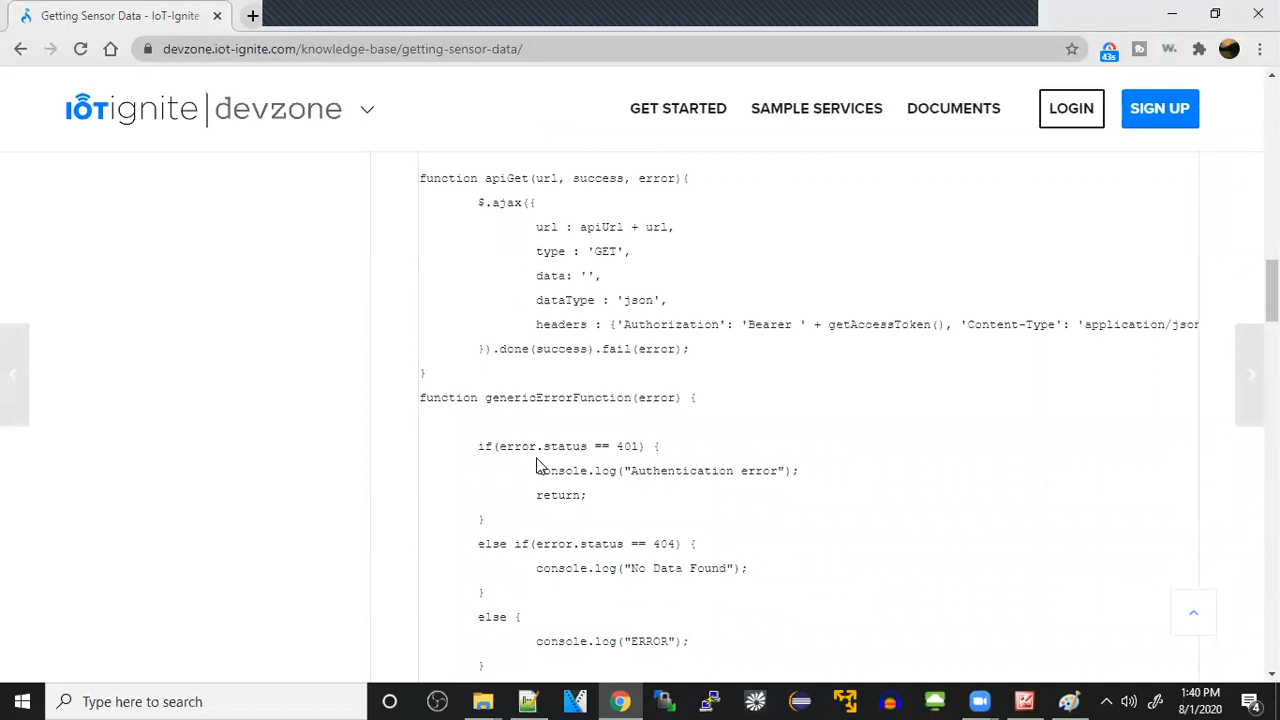 Getting Sensor Data - IoT-Ignite
devzone.iot-ignite.com/knowledge-base/getting-sensor-data/
43s
w.
IOTignite | devzone
GET STARTED
SAMPLE SERVICES
DOCUMENTS
LOGIN
SIGN UP
function apiGet(url, success, error){
$.ajax({
url : apiUrl + url,
type : 'GET',
data: '',
dataType : 'json',
headers : {'Authorization': 'Bearer ' + getAccessToken(), 'Content-Type': 'application/json
}).done(success).fail(error);
}
function genericErrorFunction(error) {
if(error.status == 401) {
console.log("Authentication error");
return;
}
else if(error.status == 404) {
console.log("No Data Found");
}
else {
console.log("ERROR");
}
Type here to search
1:40 PM
8/1/2020
4